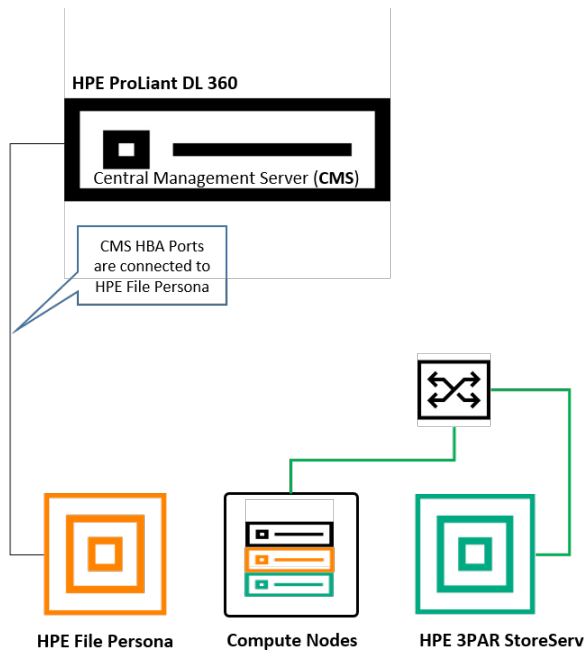 HPE ProLiant DL 360
Central Management Server (CMS)
CMS HBA Ports
are connected to
HPE File Persona
HPE File Persona
Compute Nodes
HPE 3PAR StoreServ